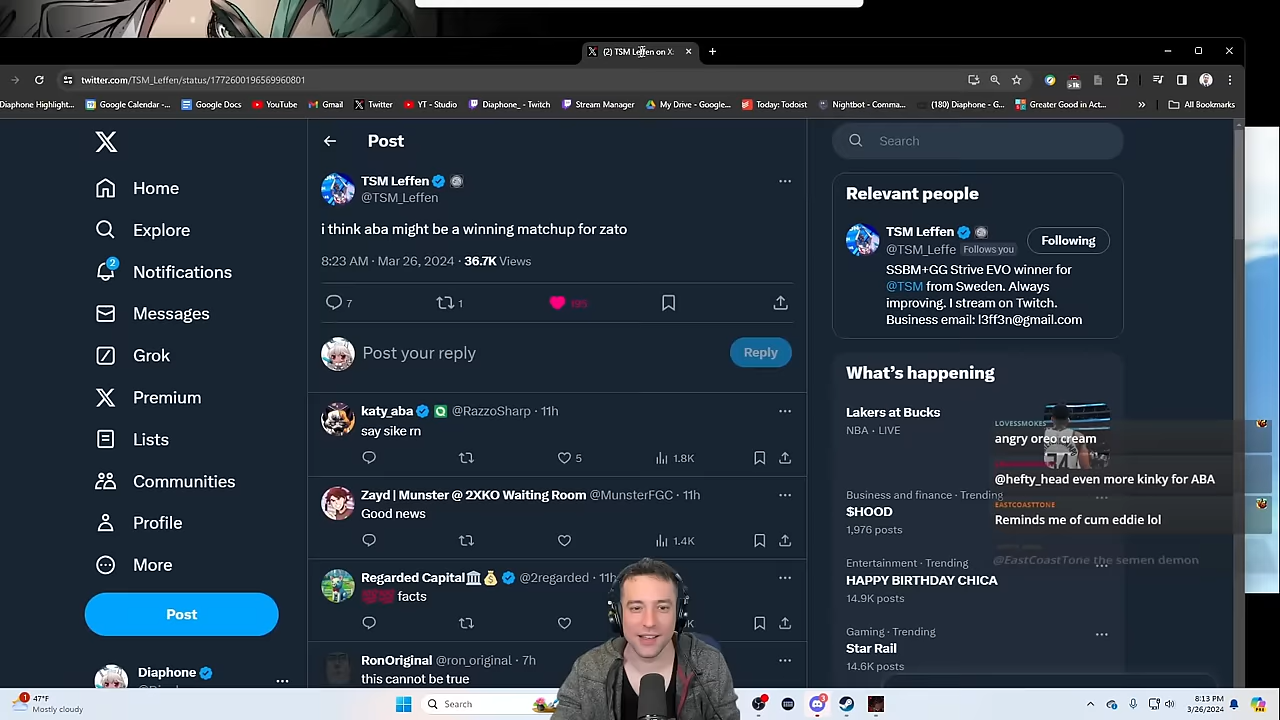 (2) TSM Leffen on X:
twitter.com/TSM_Leffen/status/1772600196569960801
Diaphone Highlight...
Google Calendar -...
Google Docs
YouTube
Gmail
Twitter
YT - Studio
Diaphone_ - Twitch
Stream Manager
My Drive - Google...
Today: Todoist
Nightbot - Comma...
(180) Diaphone - G...
Greater Good in Act...
All Bookmarks
Home
Explore
2
Notifications
Messages
Grok
Premium
Lists
Communities
Profile
More
Post
Diaphone
Post
TSM Leffen
@TSM_Leffen
i think aba might be a winning matchup for zato
8:23 AM · Mar 26, 2024 · 36.7K Views
7
1
195
Post your reply
Reply
katy_aba @RazzoSharp · 11h
say sike rn
5
1.8K
Zayd | Munster @ 2XKO Waiting Room @MunsterFGC · 11h
Good news
1.4K
Regarded Capital @2regarded · 11h
💯💯 facts
RonOriginal @ron_original · 7h
this cannot be true
Search
Relevant people
TSM Leffen
@TSM_Leffe Follows you
Following
SSBM+GG Strive EVO winner for
@TSM from Sweden. Always
improving. I stream on Twitch.
Business email: l3ff3n@gmail.com
What's happening
Lakers at Bucks
NBA · LIVE
Business and finance · Trending
$HOOD
1,976 posts
Entertainment · Trending
HAPPY BIRTHDAY CHICA
14.9K posts
Gaming · Trending
Star Rail
14.6K posts
LOVESSMOKES
angry oreo cream
@hefty_head even more kinky for ABA
EASTCOASTTONE
Reminds me of cum eddie lol
@EastCoastTone the semen demon
1
47°F
Mostly cloudy
Search
8:13 PM
3/26/2024